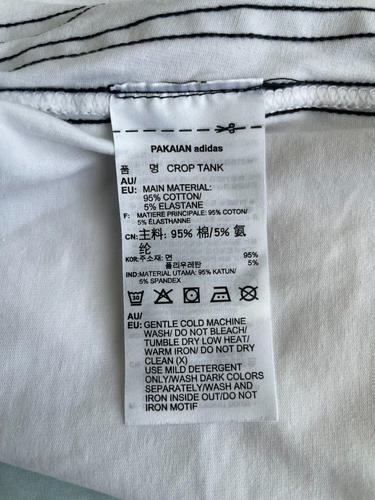 PAKAIAN adidas
품 명 CROP TANK
AU/
EU: MAIN MATERIAL:
95% COTTON/
5% ELASTANE
F: MATIERE PRINCIPALE: 95% COTON/
5% ÉLASTHANNE
CN: 主料: 95% 棉/5% 氨
纶
KOR: 주소재: 면 95%
폴리우레탄 5%
IND: MATERIAL UTAMA: 95% KATUN/
5% SPANDEX
30
AU/
EU: GENTLE COLD MACHINE
WASH/ DO NOT BLEACH/
TUMBLE DRY LOW HEAT/
WARM IRON/ DO NOT DRY
CLEAN (X)
USE MILD DETERGENT
ONLY/WASH DARK COLORS
SEPARATELY/WASH AND
IRON INSIDE OUT/DO NOT
IRON MOTIF